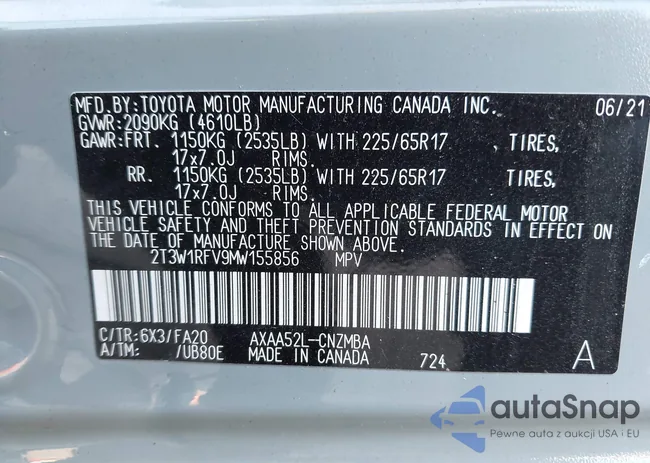 MFD.BY:TOYOTA MOTOR MANUFACTURING CANADA INC. 06/21
GVWR:2090KG (4610LB)
GAWR:FRT. 1150KG (2535LB) WITH 225/65R17 TIRES,
17x7.0J RIMS.
RR. 1150KG (2535LB) WITH 225/65R17 TIRES,
17x7.0J RIMS.
THIS VEHICLE CONFORMS TO ALL APPLICABLE FEDERAL MOTOR
VEHICLE SAFETY AND THEFT PREVENTION STANDARDS IN EFFECT ON
THE DATE OF MANUFACTURE SHOWN ABOVE.
2T3W1RFV9MW155856 MPV
C/TR:6X3/FA20 AXAA52L-CNZMBA
A/TM: /UB80E MADE IN CANADA 724 A
autaSnap
Pewne auta z aukcji USA i EU